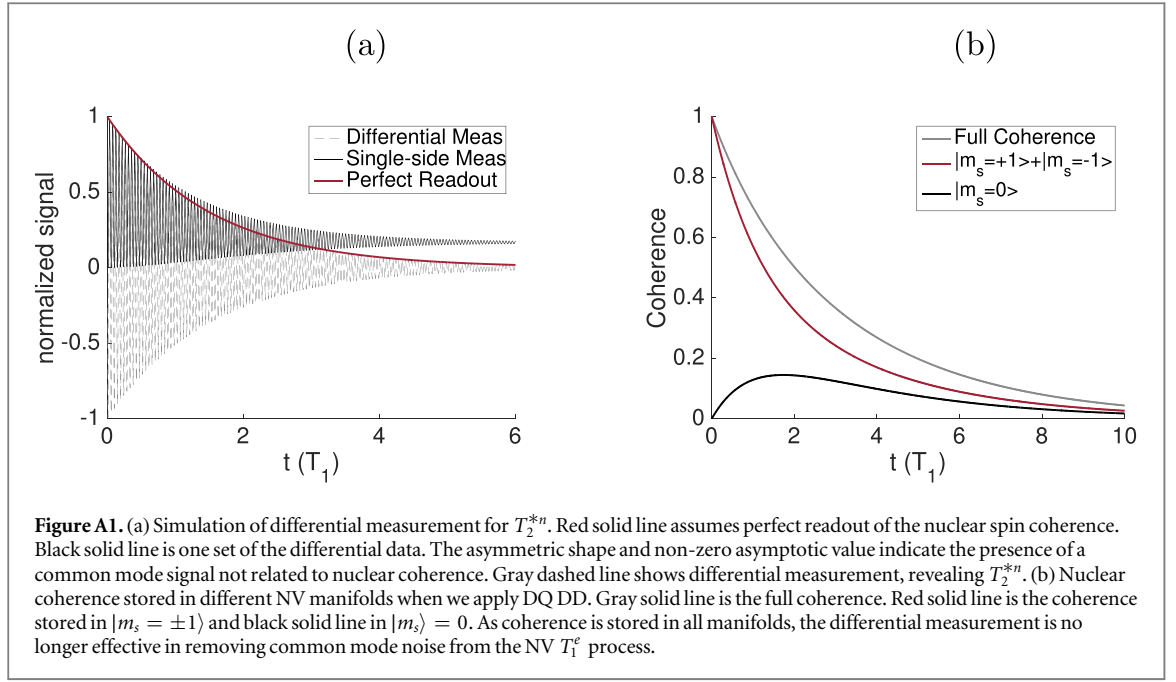 (a)
(b)
1
0.5
0
-0.5
-1
0
2
4
6
normalized signal
t (T1)
Differential Meas
Single-side Meas
Perfect Readout
1
0.8
0.6
0.4
0.2
0
0
2
4
6
8
10
Coherence
t (T1)
Full Coherence
|ms=+1>+|ms=-1>
|ms=0>
Figure A1. (a) Simulation of differential measurement for T2*n. Red solid line assumes perfect readout of the nuclear spin coherence.
Black solid line is one set of the differential data. The asymmetric shape and non-zero asymptotic value indicate the presence of a
common mode signal not related to nuclear coherence. Gray dashed line shows differential measurement, revealing T2*n. (b) Nuclear
coherence stored in different NV manifolds when we apply DQ DD. Gray solid line is the full coherence. Red solid line is the coherence
stored in |ms = ±1⟩ and black solid line in |ms⟩ = 0. As coherence is stored in all manifolds, the differential measurement is no
longer effective in removing common mode noise from the NV T1e process.